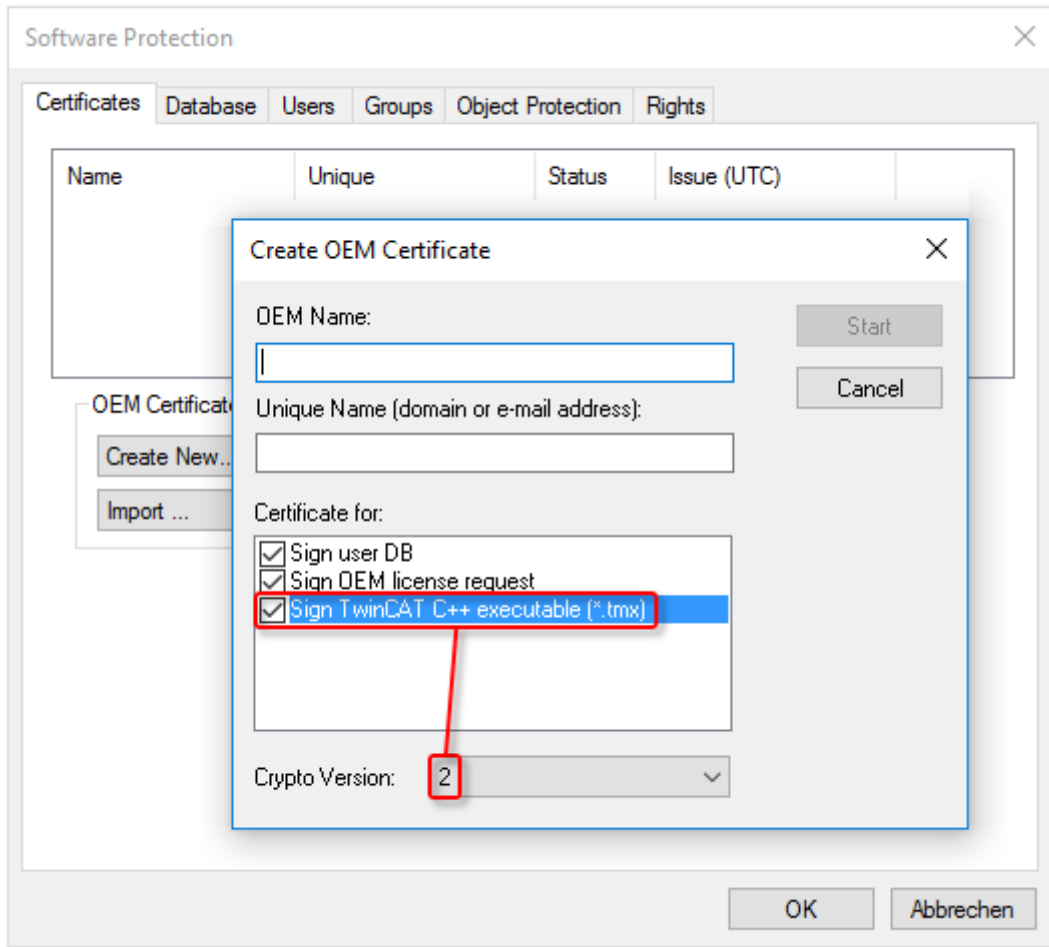 Software Protection
Certificates Database Users Groups Object Protection Rights
Name Unique Status Issue (UTC)
Create OEM Certificate
OEM Name:
Start
Cancel
OEM Certificate
Unique Name (domain or e-mail address):
Create New...
Import ...
Certificate for:
Sign user DB
Sign OEM license request
Sign TwinCAT C++ executable (*.tmx)
Crypto Version: 2
OK Abbrechen